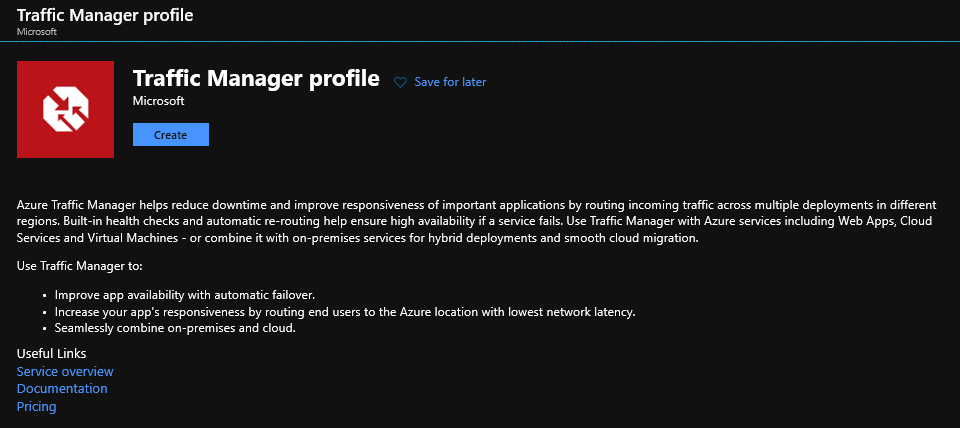 Traffic Manager profile
Microsoft
Traffic Manager profile
Save for later
Microsoft
Create
Azure Traffic Manager helps reduce downtime and improve responsiveness of important applications by routing incoming traffic across multiple deployments in different
regions. Built-in health checks and automatic re-routing help ensure high availability if a service fails. Use Traffic Manager with Azure services including Web Apps, Cloud
Services and Virtual Machines - or combine it with on-premises services for hybrid deployments and smooth cloud migration.
Use Traffic Manager to:
• Improve app availability with automatic failover.
• Increase your app's responsiveness by routing end users to the Azure location with lowest network latency.
• Seamlessly combine on-premises and cloud.
Useful Links
Service overview
Documentation
Pricing